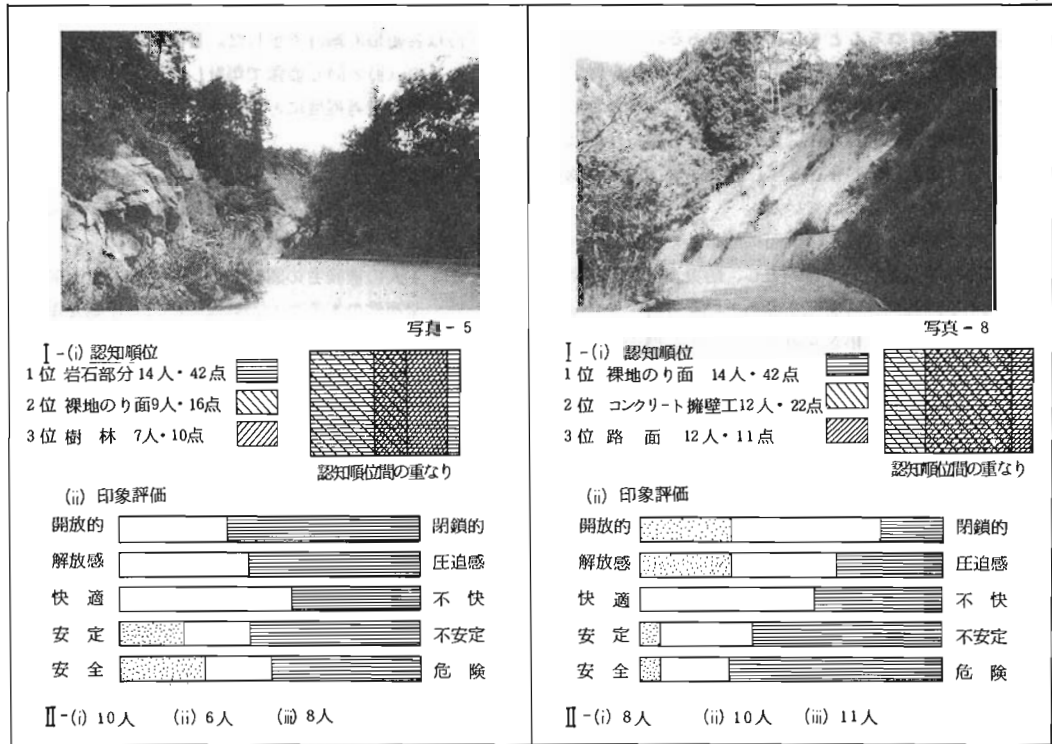 写真-5
I-(i) 認知順位
1位 岩石部分14人・42点
2位 裸地のり面9人・16点
3位 樹林 7人・10点
認知順位間の重なり
(ii) 印象評価
開放的 閉鎖的
解放感 圧迫感
快適 不快
安定 不安定
安全 危険
II-(i) 10人 (ii) 6人 (iii) 8人
写真-8
I-(i) 認知順位
1位 裸地のり面 14人・42点
2位 コンクリート擁壁工12人・22点
3位 路面 12人・11点
認知順位間の重なり
(ii) 印象評価
開放的 閉鎖的
解放感 圧迫感
快適 不快
安定 不安定
安全 危険
II-(i) 8人 (ii) 10人 (iii) 11人